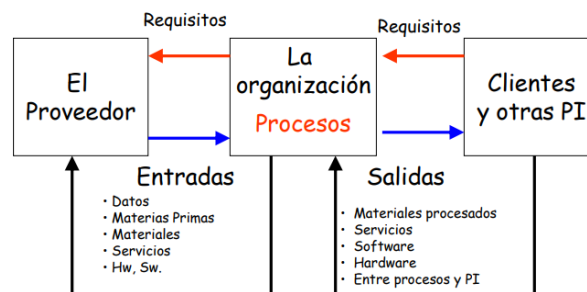 Requisitos
Requisitos
El
Proveedor
La
organización
Procesos
Clientes
y otras PI
Entradas
• Datos
• Materias Primas
• Materiales
• Servicios
• Hw, Sw.
Salidas
• Materiales procesados
• Servicios
• Software
• Hardware
• Entre procesos y PI